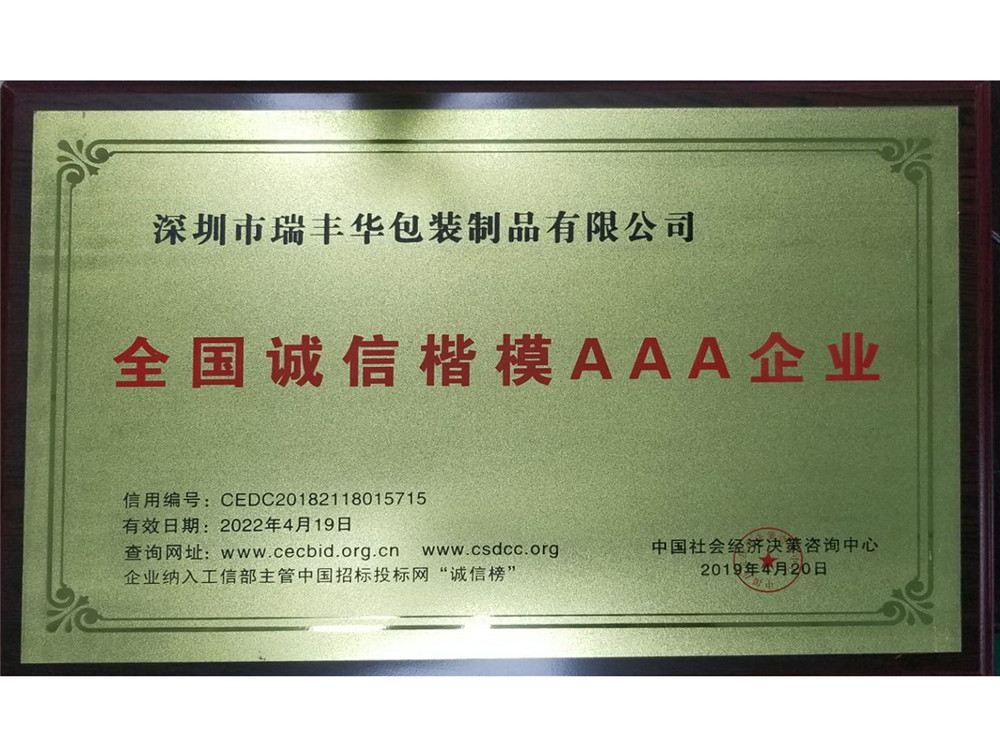 深圳市瑞丰华包装制品有限公司
全国诚信楷模AAA企业
信用编号：CEDC20182118015715
有效日期：2022年4月19日
查询网址：www.cecbid.org.cn www.csdcc.org
企业纳入工信部主管中国招标投标网“诚信榜”
中国社会经济决策咨询中心
2019年4月20日